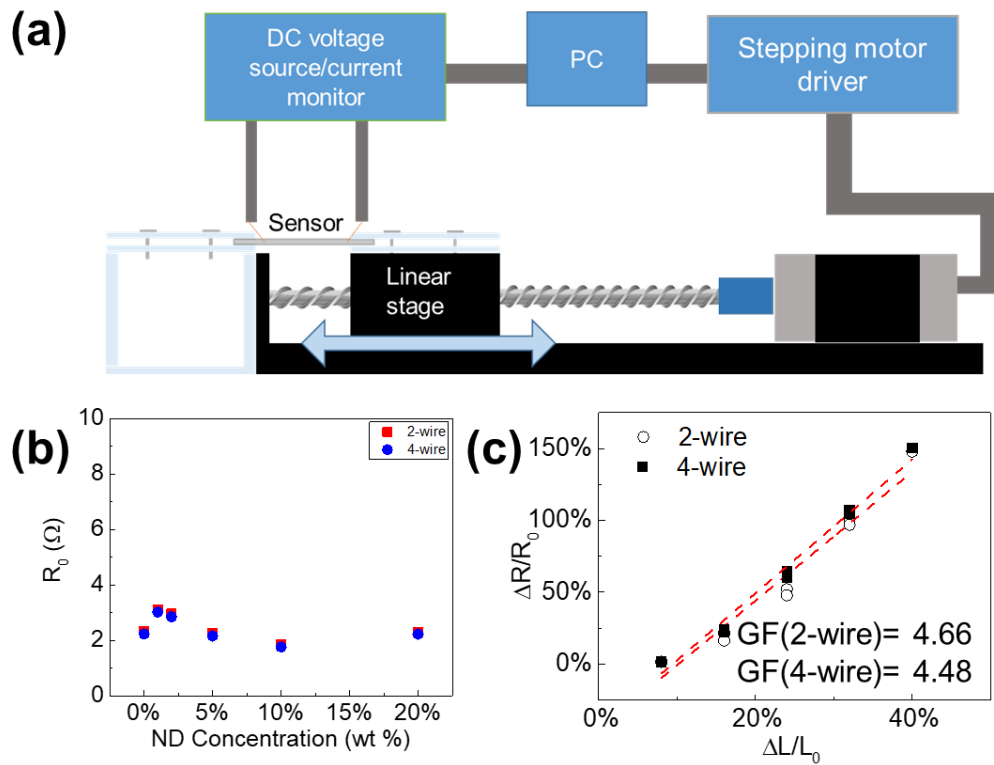 (a)
DC voltage
source/current
monitor
PC
Stepping motor
driver
Sensor
Linear
stage
(b)
10
8
6
4
2
0
R0 (Ω)
2-wire
4-wire
0% 5% 10% 15% 20%
ND Concentration (wt %)
(c)
150%
100%
50%
0%
ΔR/R0
2-wire
4-wire
GF(2-wire)= 4.66
GF(4-wire)= 4.48
0% 20% 40%
ΔL/L0